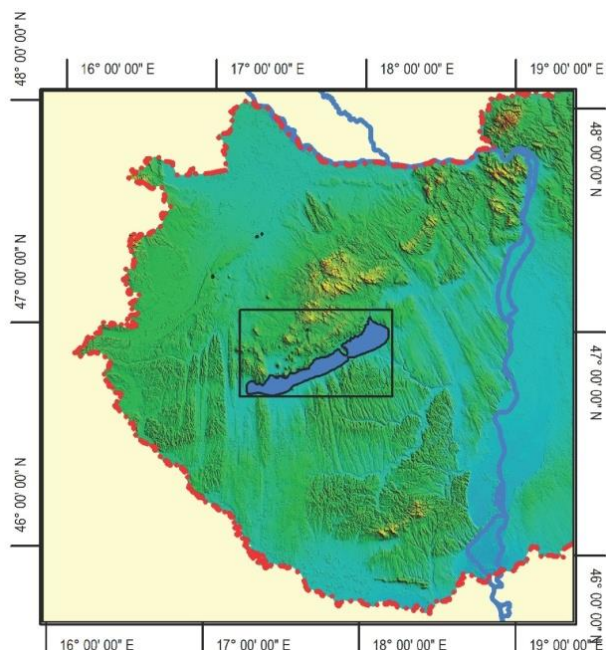 16° 00' 00" E
17° 00' 00" E
18° 00' 00" E
19° 00' 00" E
48° 00' 00" N
47° 00' 00" N
46° 00' 00" N
48° 00' 00" N
47° 00' 00" N
46° 00' 00" N
16° 00' 00" E
17° 00' 00" E
18° 00' 00" E
19° 00' 00" E